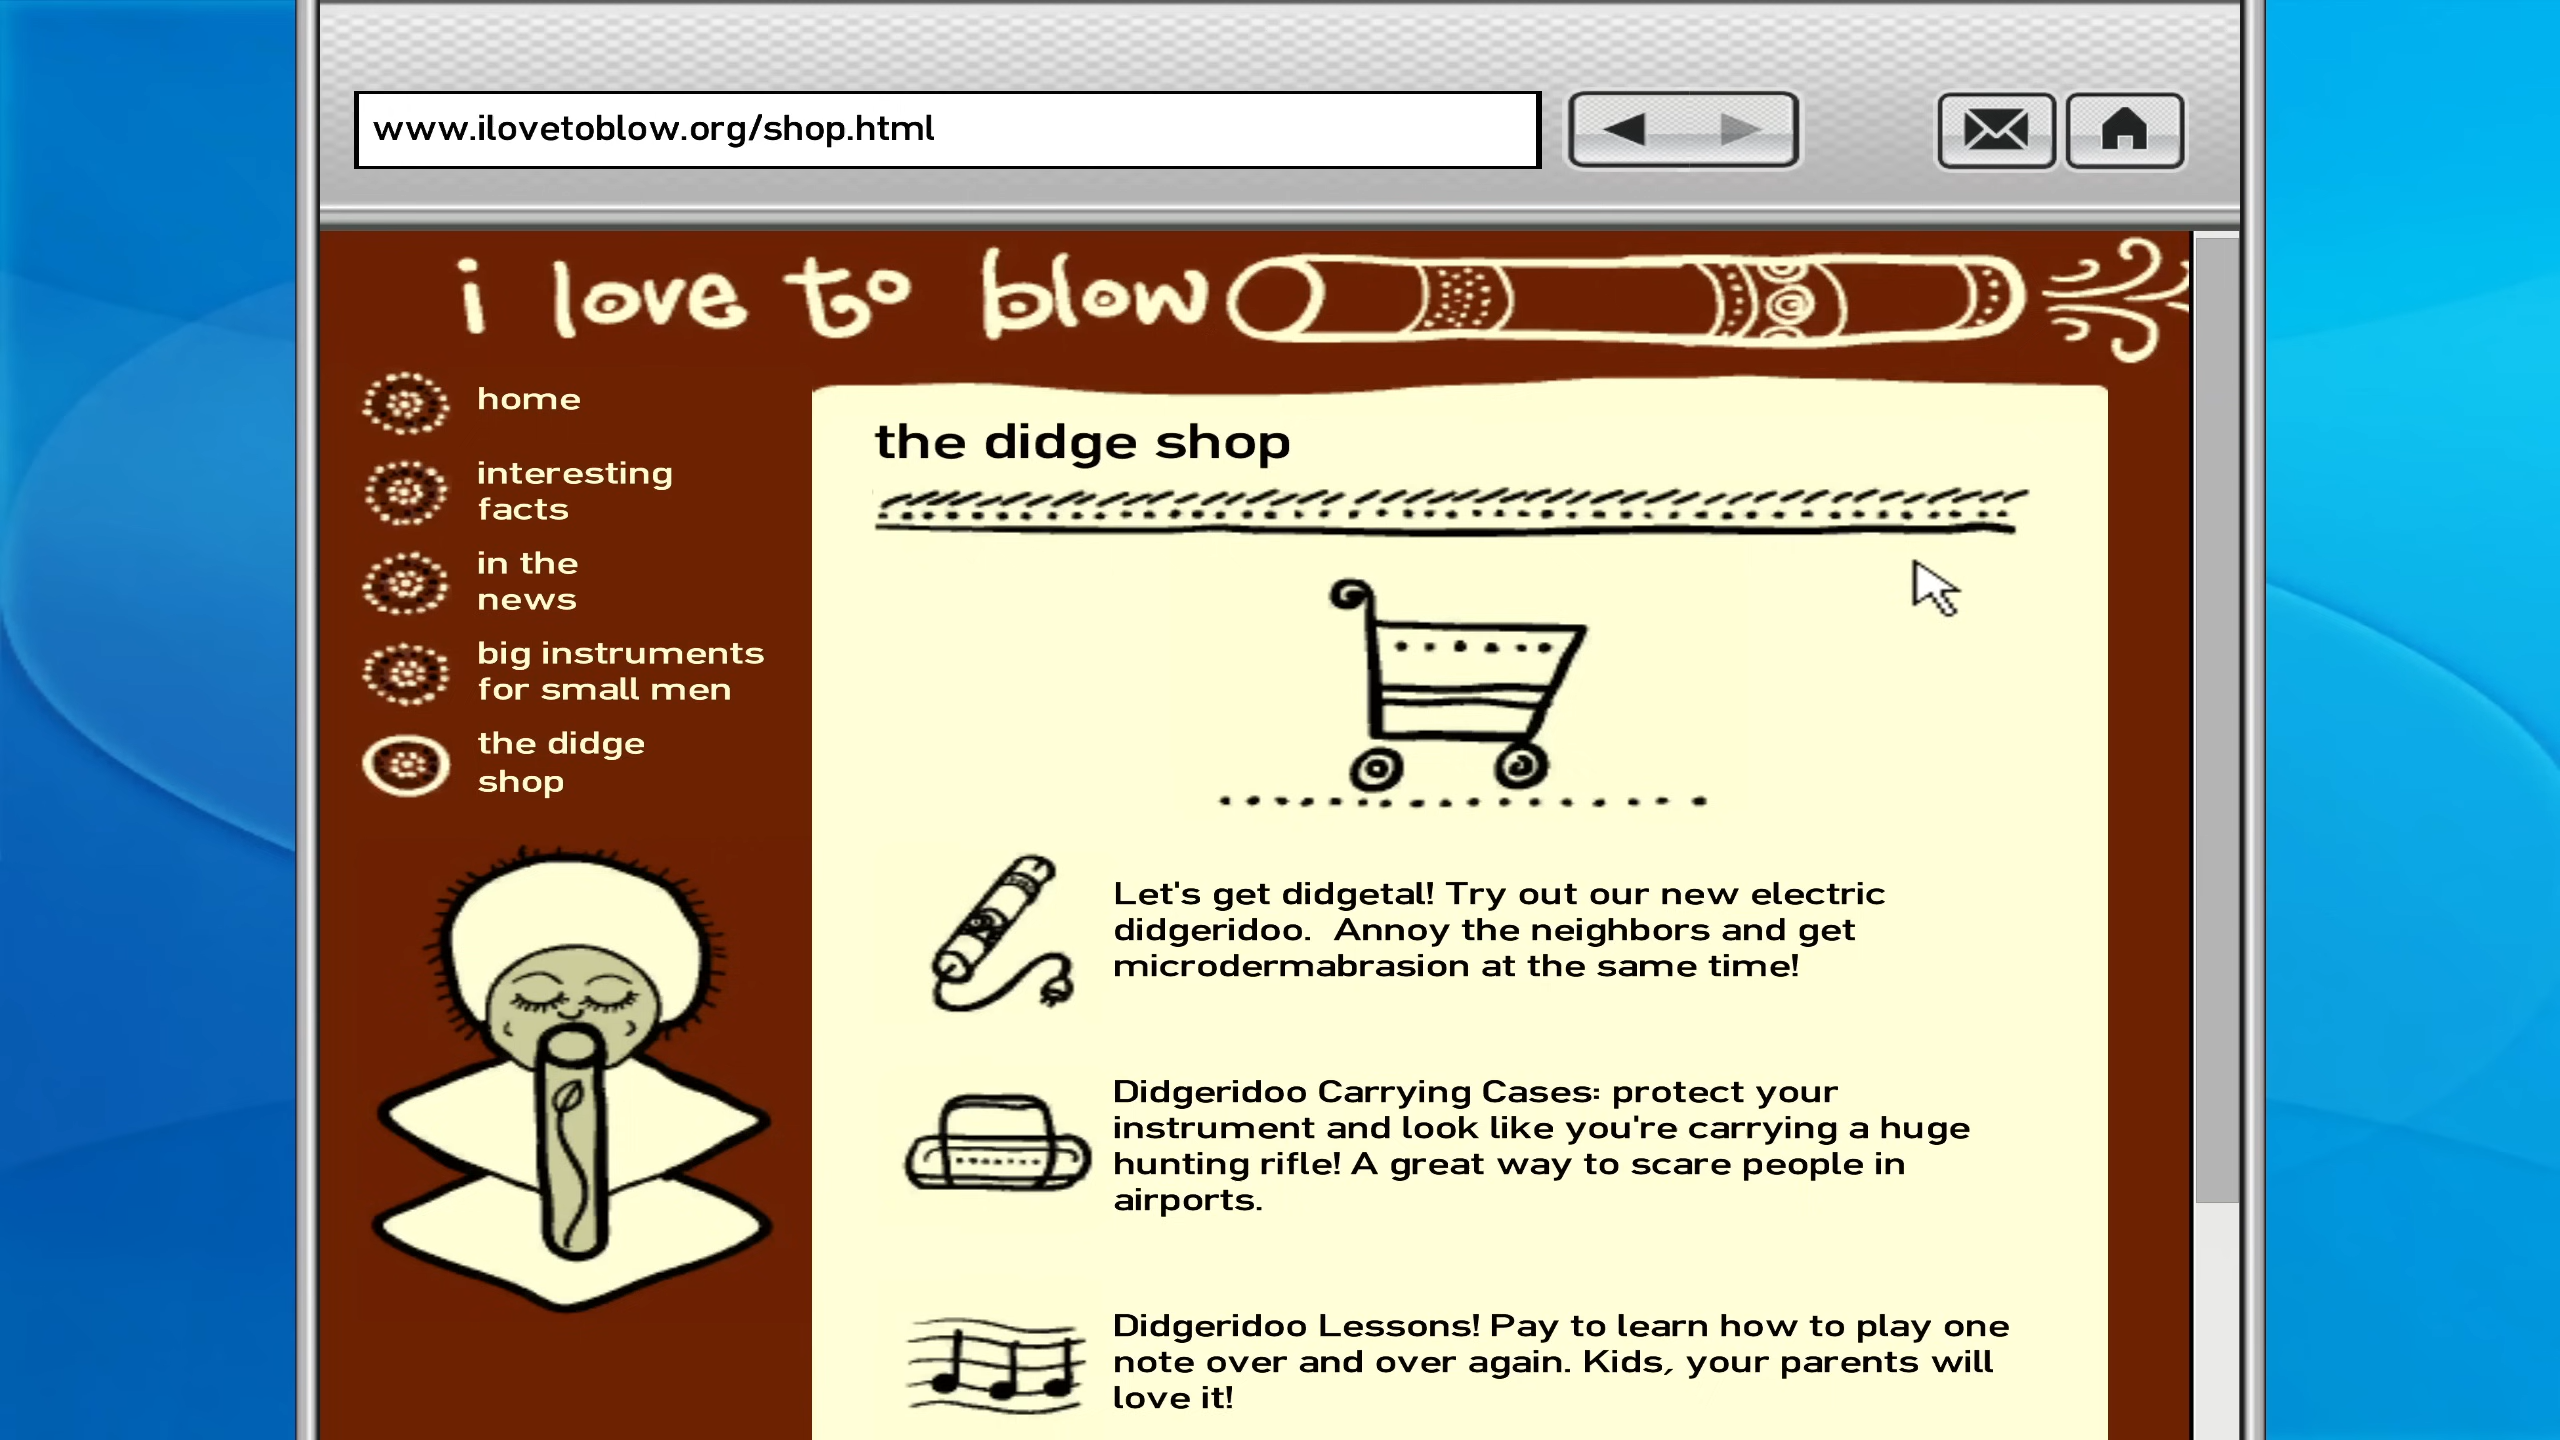 www.ilovetoblow.org/shop.html
i love to blow
home
interesting
facts
in the
news
big instruments
for small men
the didge
shop
the didge shop
Let's get didgetal! Try out our new electric
didgeridoo.  Annoy the neighbors and get
microdermabrasion at the same time!
Didgeridoo Carrying Cases: protect your
instrument and look like you're carrying a huge
hunting rifle! A great way to scare people in
airports.
Didgeridoo Lessons! Pay to learn how to play one
note over and over again. Kids, your parents will
love it!